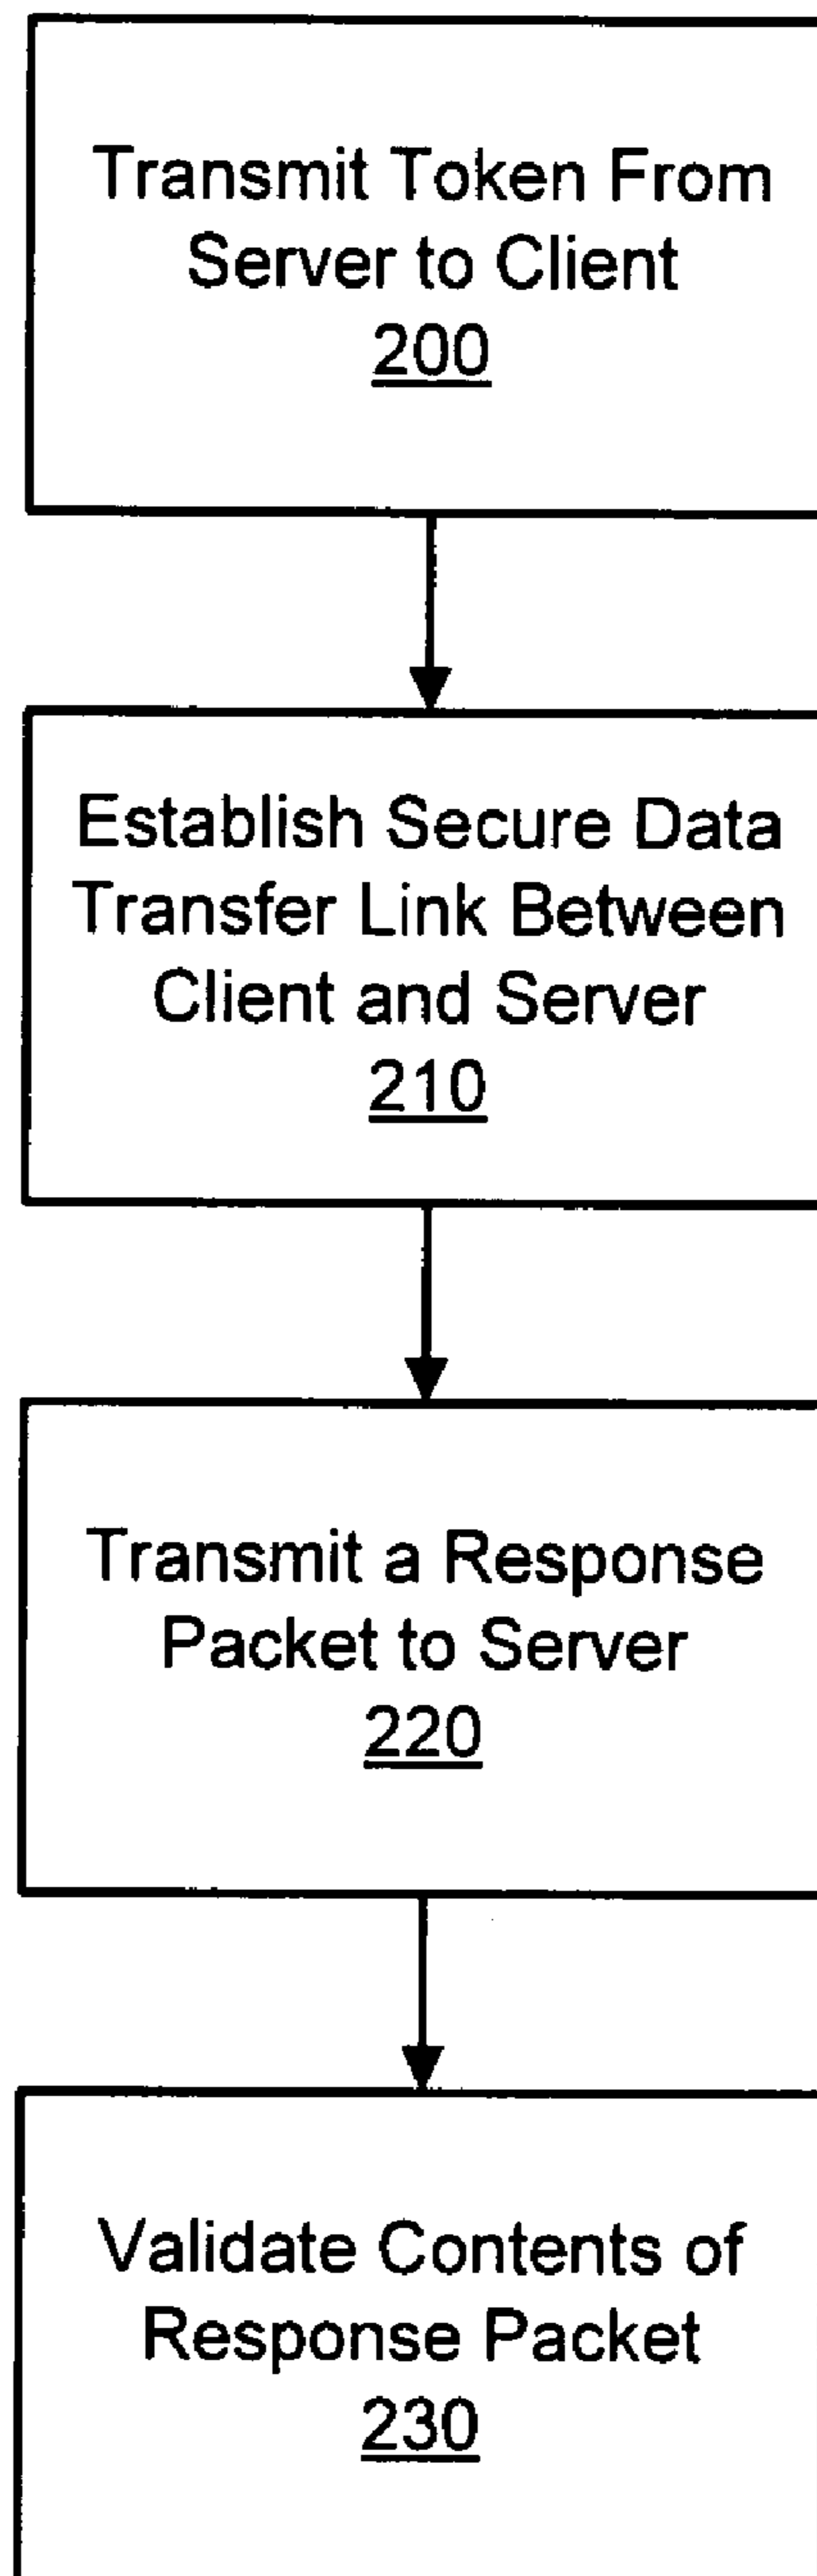 Transmit Token From
Server to Client
200
Establish Secure Data
Transfer Link Between
Client and Server
210
Transmit a Response
Packet to Server
220
Validate Contents of
Response Packet
230